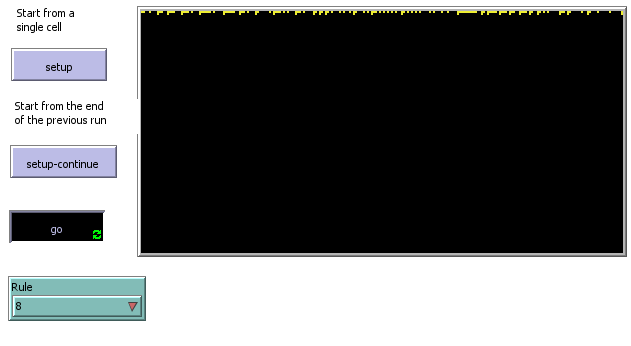 Start from a
single cell
setup
Start from the end
of the previous run
setup-continue
go
Rule
8